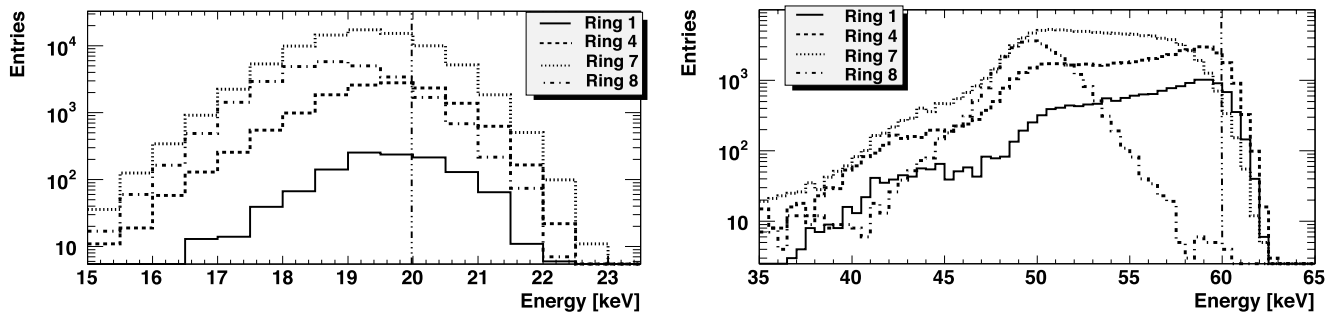 Entries
10⁴
10³
10²
10
15 16 17 18 19 20 21 22 23
Energy [keV]
Ring 1
Ring 4
Ring 7
Ring 8
Entries
10³
10²
10
35 40 45 50 55 60 65
Energy [keV]
Ring 1
Ring 4
Ring 7
Ring 8